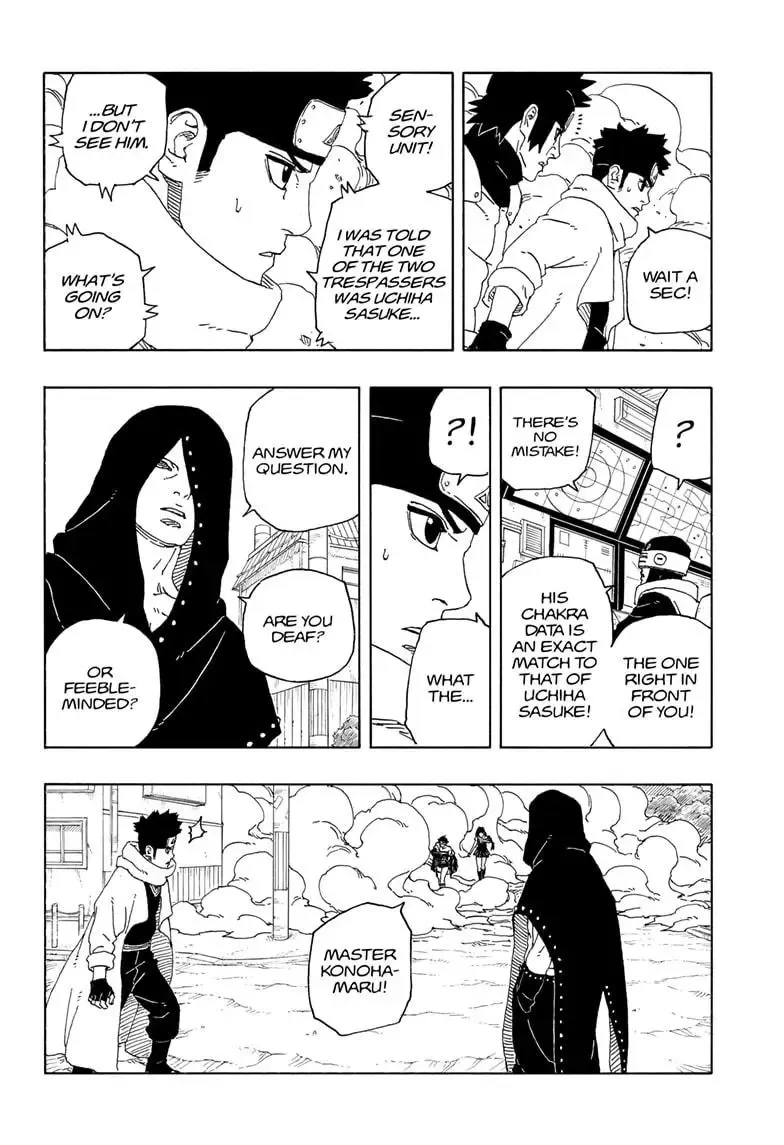 WAIT A
SEC!
SEN-
SORY
UNIT!
I WAS TOLD
THAT ONE
OF THE TWO
TRESPASSERS
WAS UCHIHA
SASUKE...
...BUT
I DON'T
SEE HIM.
WHAT'S
GOING
ON?
?
THERE'S
NO
MISTAKE!
THE ONE
RIGHT IN
FRONT
OF YOU!
HIS
CHAKRA
DATA IS
AN EXACT
MATCH TO
THAT OF
UCHIHA
SASUKE!
?!
WHAT
THE...
ANSWER MY
QUESTION.
ARE YOU
DEAF?
OR
FEEBLE-
MINDED?
MASTER
KONOHA-
MARU!